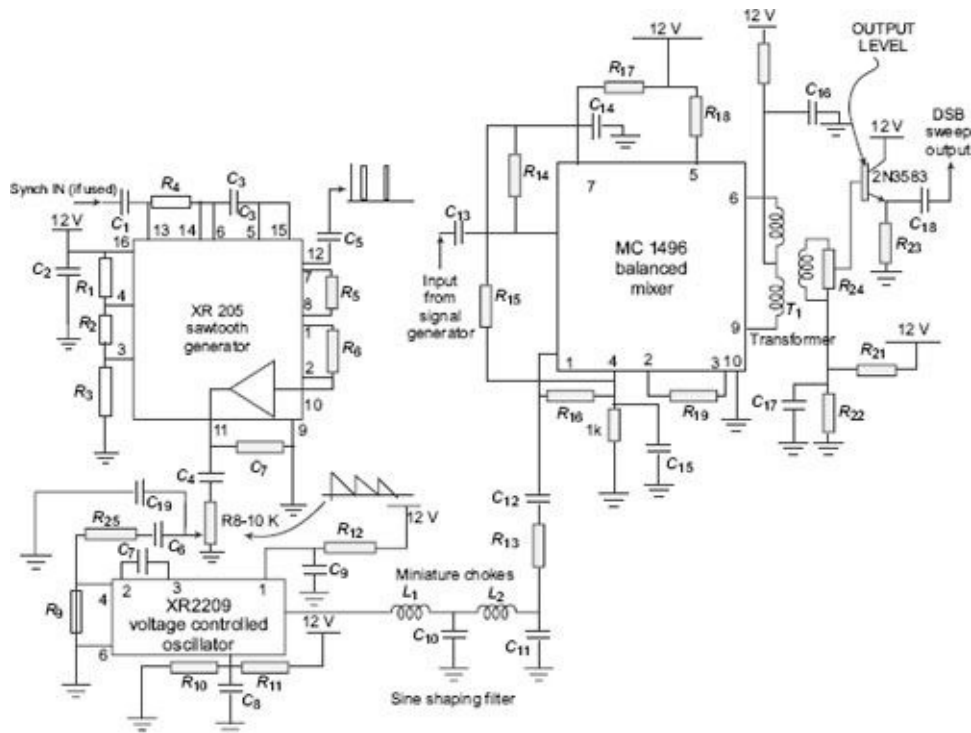 12 V
12 V
OUTPUT
LEVEL
R17
C14
R18
C16
12 V
DSB
sweep
output
2N3583
C18
R23
Synch IN (if used)
R4
C3
C3
C1
13
14
6
5
15
C5
12 V
16
C2
R1
4
R2
3
R3
XR 205
sawtooth
generator
12
7
8
R5
1
R6
2
10
11
9
R14
C13
Input
from
signal
generator
R15
7
5
MC 1496
balanced
mixer
6
9
1
4
2
3
10
T1
Transformer
R24
R21
12 V
C17
R22
R16
1k
R19
C15
C7
C4
C19
R25
C6
R8-10 K
C7
R12
12 V
C9
C12
R13
Miniature chokes
L1
L2
C10
C11
R9
4
2
3
1
XR2209
voltage controlled
oscillator
6
12 V
R10
R11
C8
Sine shaping filter